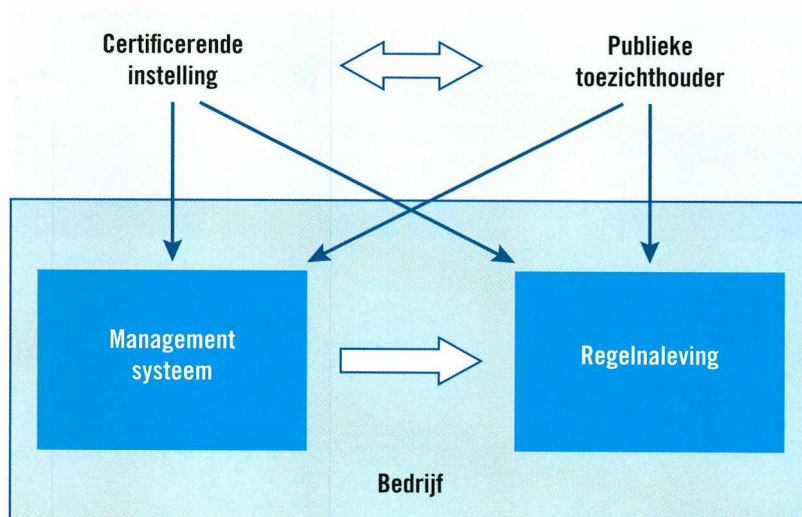 Certificerende
instelling
Publieke
toezichthouder
Management
systeem
Regelnaleving
Bedrijf